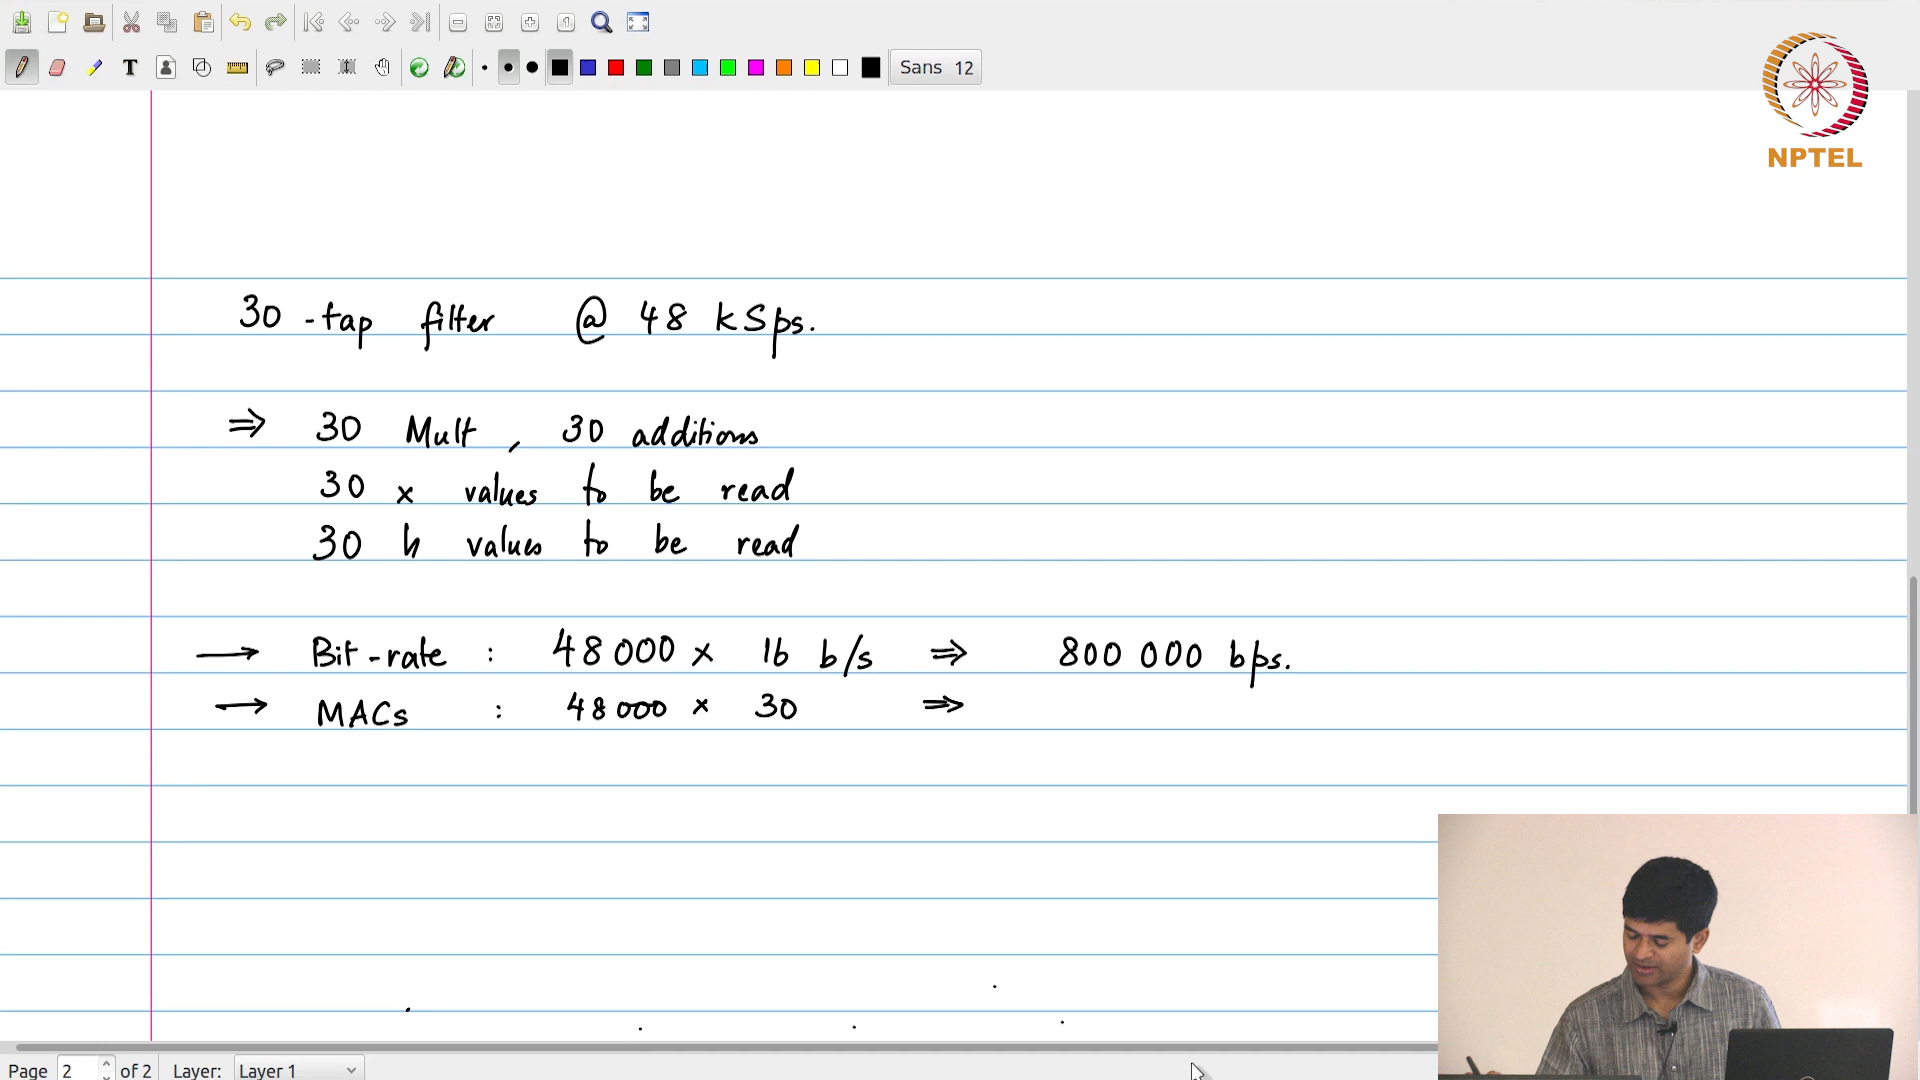 Sans 12
NPTEL
30 -tap filter @ 48 kSps.
⇒ 30 Mult , 30 additions
30 x values to be read
30 h values to be read
→ Bit-rate : 48000 x 16 b/s ⇒ 800 000 bps.
→ MACs : 48000 x 30 ⇒
Page 2 of 2 Layer: Layer 1